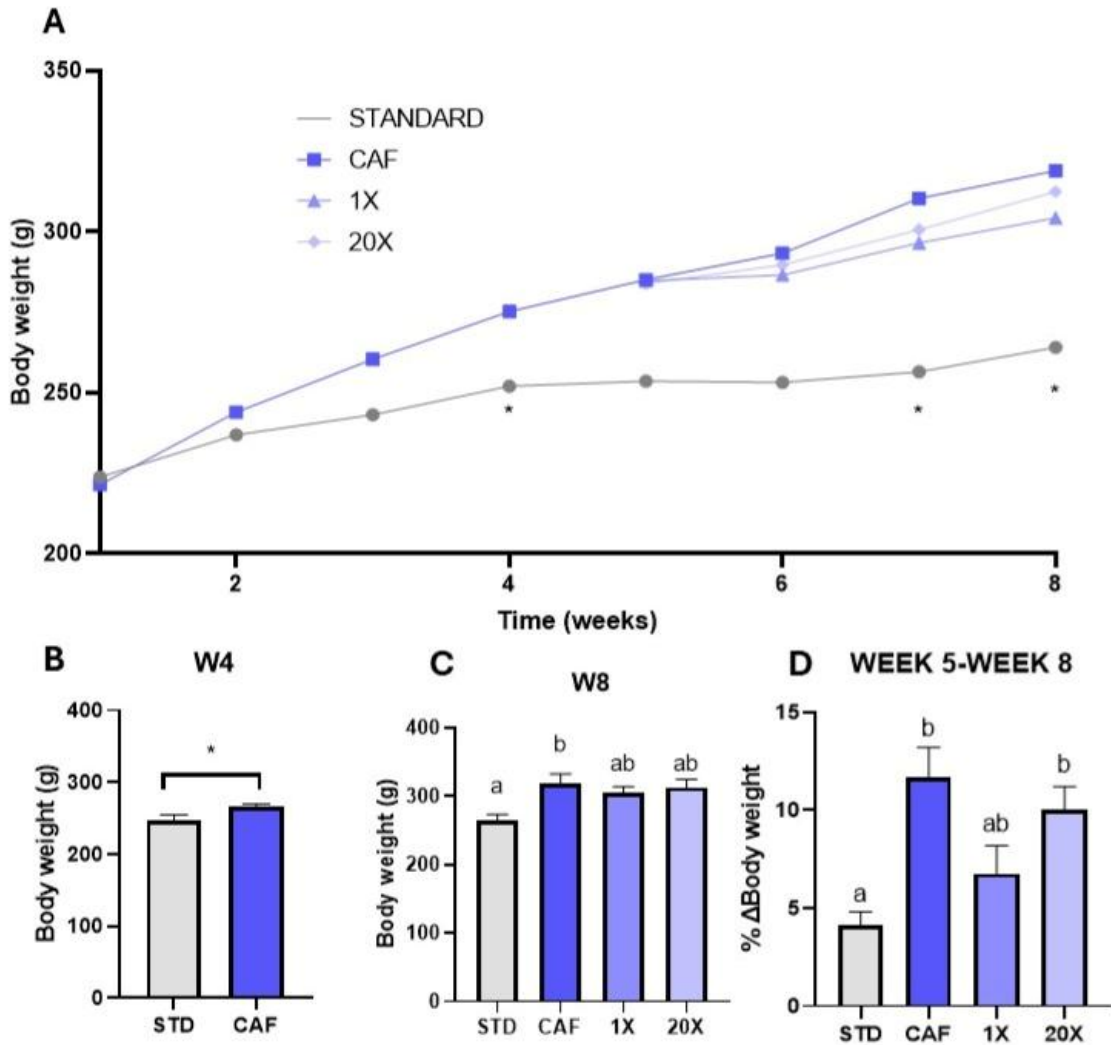 A
350
300
250
200
Body weight (g)
STANDARD
CAF
1X
20X
*
*
*
2
4
6
8
Time (weeks)
B
W4
400
300
200
100
0
Body weight (g)
*
STD
CAF
C
W8
400
300
200
100
0
Body weight (g)
a
b
ab
ab
STD
CAF
1X
20X
D
WEEK 5-WEEK 8
15
10
5
0
% ΔBody weight
a
b
ab
b
STD
CAF
1X
20X